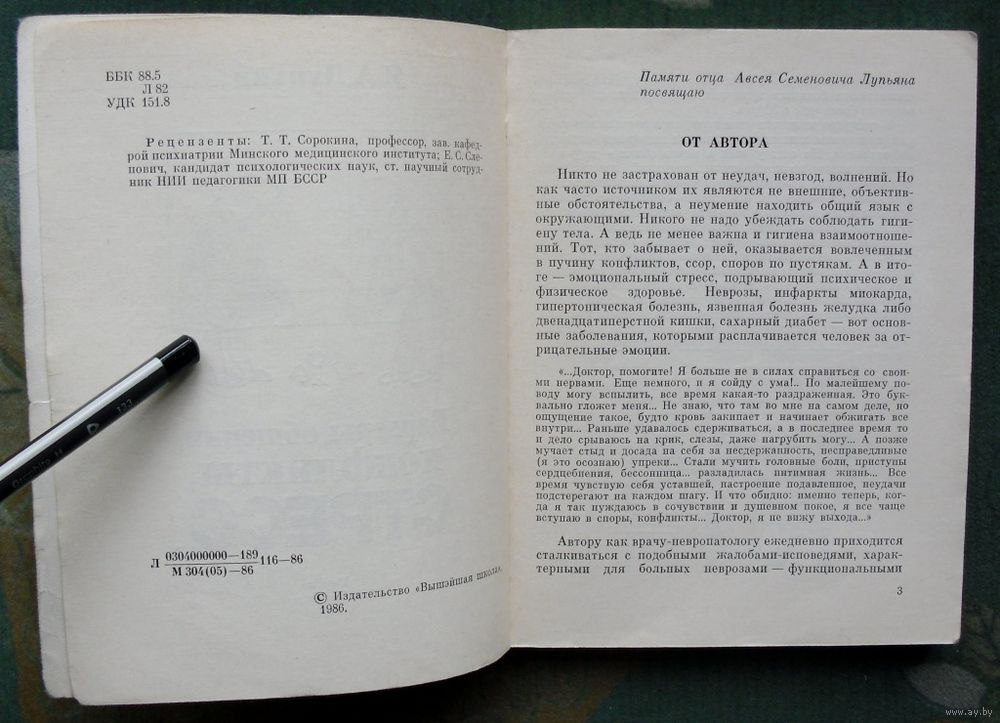 ББК 88.5
Л 82
УДК 151.8
Рецензенты: Т. Т. Сорокина, профессор, зав. кафед-
рой психиатрии Минского медицинского института; Е. С. Сле-
пович, кандидат психологических наук, ст. научный сотруд-
ник НИИ педагогики МП БССР
Л 0304000000—189 116—86
М 304(05)—86
© Издательство «Вышэйшая школа»,
1986.
Памяти отца Авсея Семеновича Лупьяна
посвящаю
ОТ АВТОРА
Никто не застрахован от неудач, невзгод, волнений. Но
как часто источником их являются не внешние, объектив-
ные обстоятельства, а неумение находить общий язык с
окружающими. Никого не надо убеждать соблюдать гиги-
ену тела. А ведь не менее важна и гигиена взаимоотноше-
ний. Тот, кто забывает о ней, оказывается вовлеченным
в пучину конфликтов, ссор, споров по пустякам. А в ито-
ге — эмоциональный стресс, подрывающий психическое и
физическое здоровье. Неврозы, инфаркты миокарда,
гипертоническая болезнь, язвенная болезнь желудка либо
двенадцатиперстной кишки, сахарный диабет — вот основ-
ные заболевания, которыми расплачивается человек за от-
рицательные эмоции.
«...Доктор, помогите! Я больше не в силах справиться со свои-
ми нервами. Еще немного, и я сойду с ума!.. По малейшему по-
воду могу вспылить, все время какая-то раздраженная. Это бук-
вально гложет меня... Не знаю, что там во мне на самом деле, но
ощущение такое, будто кровь закипает и начинает обжигать все
внутри... Раньше удавалось сдерживаться, а в последнее время то
и дело срываюсь на крик, слезы, даже нагрубить могу... А позже
мучает стыд и досада на себя за несдержанность, несправедливые
(я это осознаю) упреки... Стали мучить головные боли, приступы
сердцебиения, бессонница... разладилась интимная жизнь... Все
время чувствую себя уставшей, настроение подавленное, неудачи
подстерегают на каждом шагу. И что обидно: именно теперь, ког-
да я так нуждаюсь в сочувствии и душевном покое, я все чаще
вступаю в споры, конфликты... Доктор, я не вижу выхода...»
Автору как врачу-невропатологу ежедневно приходится
сталкиваться с подобными жалобами-исповедями, харак-
терными для больных неврозами — функциональными
3
www.ay.by